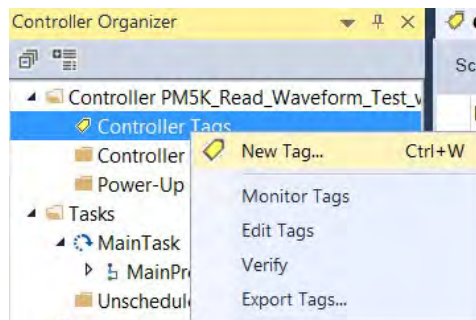 Controller Organizer
Sc
Controller PM5K_Read_Waveform_Test_
Controller Tags
Controller
New Tag... Ctrl+W
Power-Up
Monitor Tags
Tasks
Edit Tags
MainTask
Verify
MainPr
Unschedul
Export Tags...